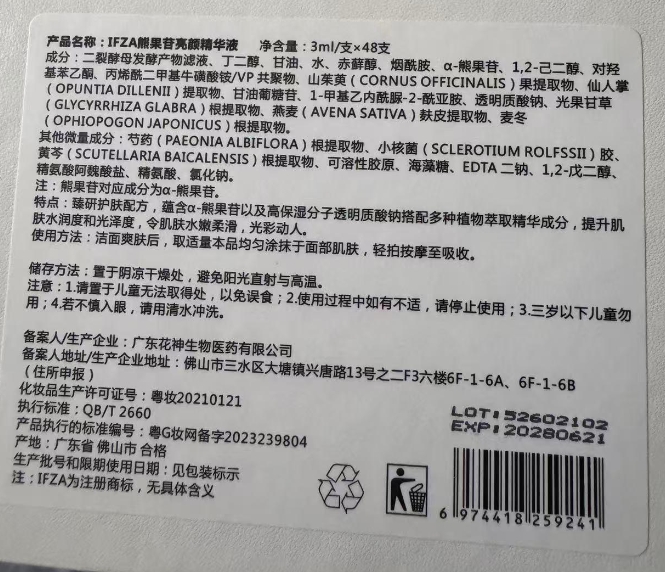 产品名称：IFZA熊果苷亮颜精华液 净含量：3ml/支×48支
成分：二裂酵母发酵产物滤液、丁二醇、甘油、水、赤藓醇、烟酰胺、α-熊果苷、1,2-己二醇、对羟
基苯乙酮、丙烯酰二甲基牛磺酸铵/VP 共聚物、山茱萸（CORNUS OFFICINALIS）果提取物、仙人掌
（OPUNTIA DILLENII）提取物、甘油葡糖苷、1-甲基乙内酰脲-2-酰亚胺、透明质酸钠、光果甘草
（GLYCYRRHIZA GLABRA）根提取物、燕麦（AVENA SATIVA）麸皮提取物、麦冬
（OPHIOPOGON JAPONICUS）根提取物。
其他微量成分：芍药（PAEONIA ALBIFLORA）根提取物、小核菌（SCLEROTIUM ROLFSSII）胶、
黄芩（SCUTELLARIA BAICALENSIS）根提取物、可溶性胶原、海藻糖、EDTA 二钠、1,2-戊二醇、
精氨酸阿魏酸盐、精氨酸、氯化钠。
注：熊果苷对应成分为α-熊果苷。
特点：臻研护肤配方，蕴含α-熊果苷以及高保湿分子透明质酸钠搭配多种植物萃取精华成分，提升肌
肤水润度和光泽度，令肌肤水嫩柔滑，光彩动人。
使用方法：洁面爽肤后，取适量本品均匀涂抹于面部肌肤，轻拍按摩至吸收。
储存方法：置于阴凉干燥处，避免阳光直射与高温。
注意：1.请置于儿童无法取得处，以免误食；2.使用过程中如有不适，请停止使用；3.三岁以下儿童勿
用；4.若不慎入眼，请用清水冲洗。
备案人/生产企业：广东花神生物医药有限公司
备案人地址/生产企业地址：佛山市三水区大塘镇兴唐路13号之二F3六楼6F-1-6A、6F-1-6B
（住所申报）
化妆品生产许可证号：粤妆20210121
执行标准：QB/T 2660
产品执行的标准编号：粤G妆网备字2023239804
产地：广东省 佛山市 合格
生产批号和限期使用日期：见包装标示
注：IFZA为注册商标，无具体含义
LOT:52602102
EXP:20280621
6 974418 259241